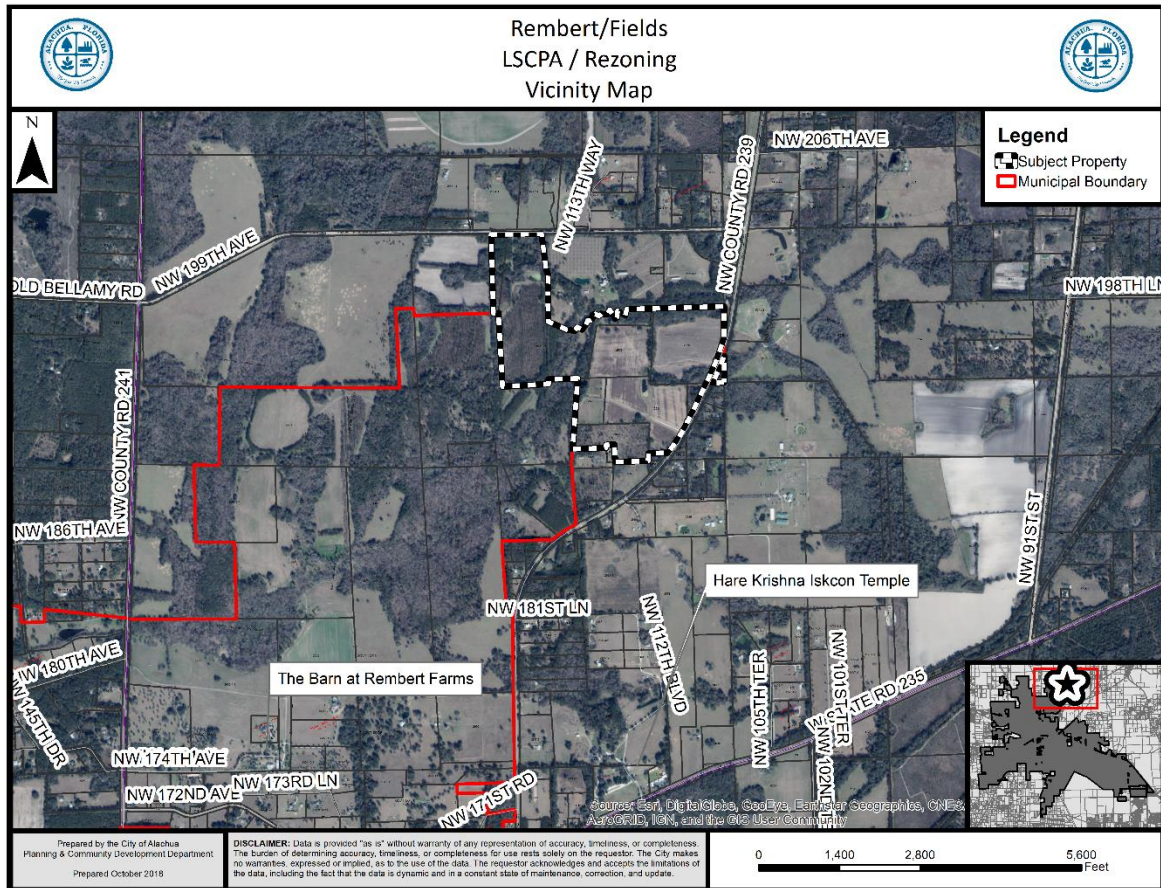 Rembert/Fields
LSCPA / Rezoning
Vicinity Map
ALACHUA, FLORIDA
ALACHUA, FLORIDA
N
Legend
Subject Property
Municipal Boundary
NW 206TH AVE
NW 113TH WAY
NW COUNTY RD 239
NW 199TH AVE
OLD BELLAMY RD
NW 198TH LN
NW COUNTY RD 241
NW 186TH AVE
NW 91ST ST
Hare Krishna Iskcon Temple
NW 181ST LN
NW 112TH BLVD
NW 180TH AVE
The Barn at Rembert Farms
NW 105TH TER
NW 101ST TER
STATE RD 235
145TH DR
NW 174TH AVE
NW 173RD LN
NW 172ND AVE
NW 171ST RD
NW 102ND
Source: Esri, DigitalGlobe, GeoEye, Earthstar Geographics, CNES/
AeroGRID, IGN, and the GIS User Community
Prepared by the City of Alachua
Planning & Community Development Department
Prepared October 2018
DISCLAIMER: Data is provided "as is" without warranty of any representation of accuracy, timeliness, or completeness.
The burden of determining accuracy, timeliness, or completeness for use rests solely on the requestor. The City makes
no warranties, expressed or implied, as to the use of the data. The requestor acknowledges and accepts the limitations of
the data, including the fact that the data is dynamic and in a constant state of maintenance, correction, and update.
0 1,400 2,800 5,600
Feet